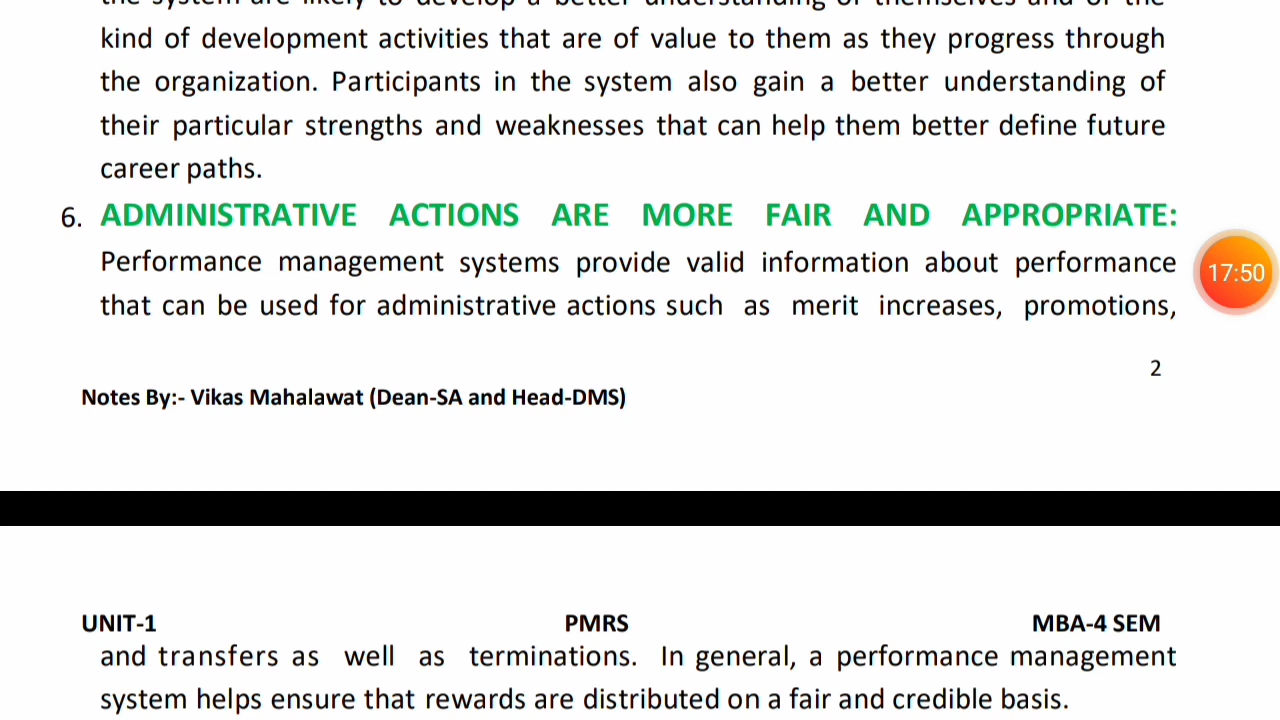 kind of development activities that are of value to them as they progress through
the organization. Participants in the system also gain a better understanding of
their particular strengths and weaknesses that can help them better define future
career paths.
6. ADMINISTRATIVE ACTIONS ARE MORE FAIR AND APPROPRIATE:
Performance management systems provide valid information about performance
17:50
that can be used for administrative actions such as merit increases, promotions,
2
Notes By:- Vikas Mahalawat (Dean-SA and Head-DMS)
UNIT-1 PMRS MBA-4 SEM
and transfers as well as terminations. In general, a performance management
system helps ensure that rewards are distributed on a fair and credible basis.